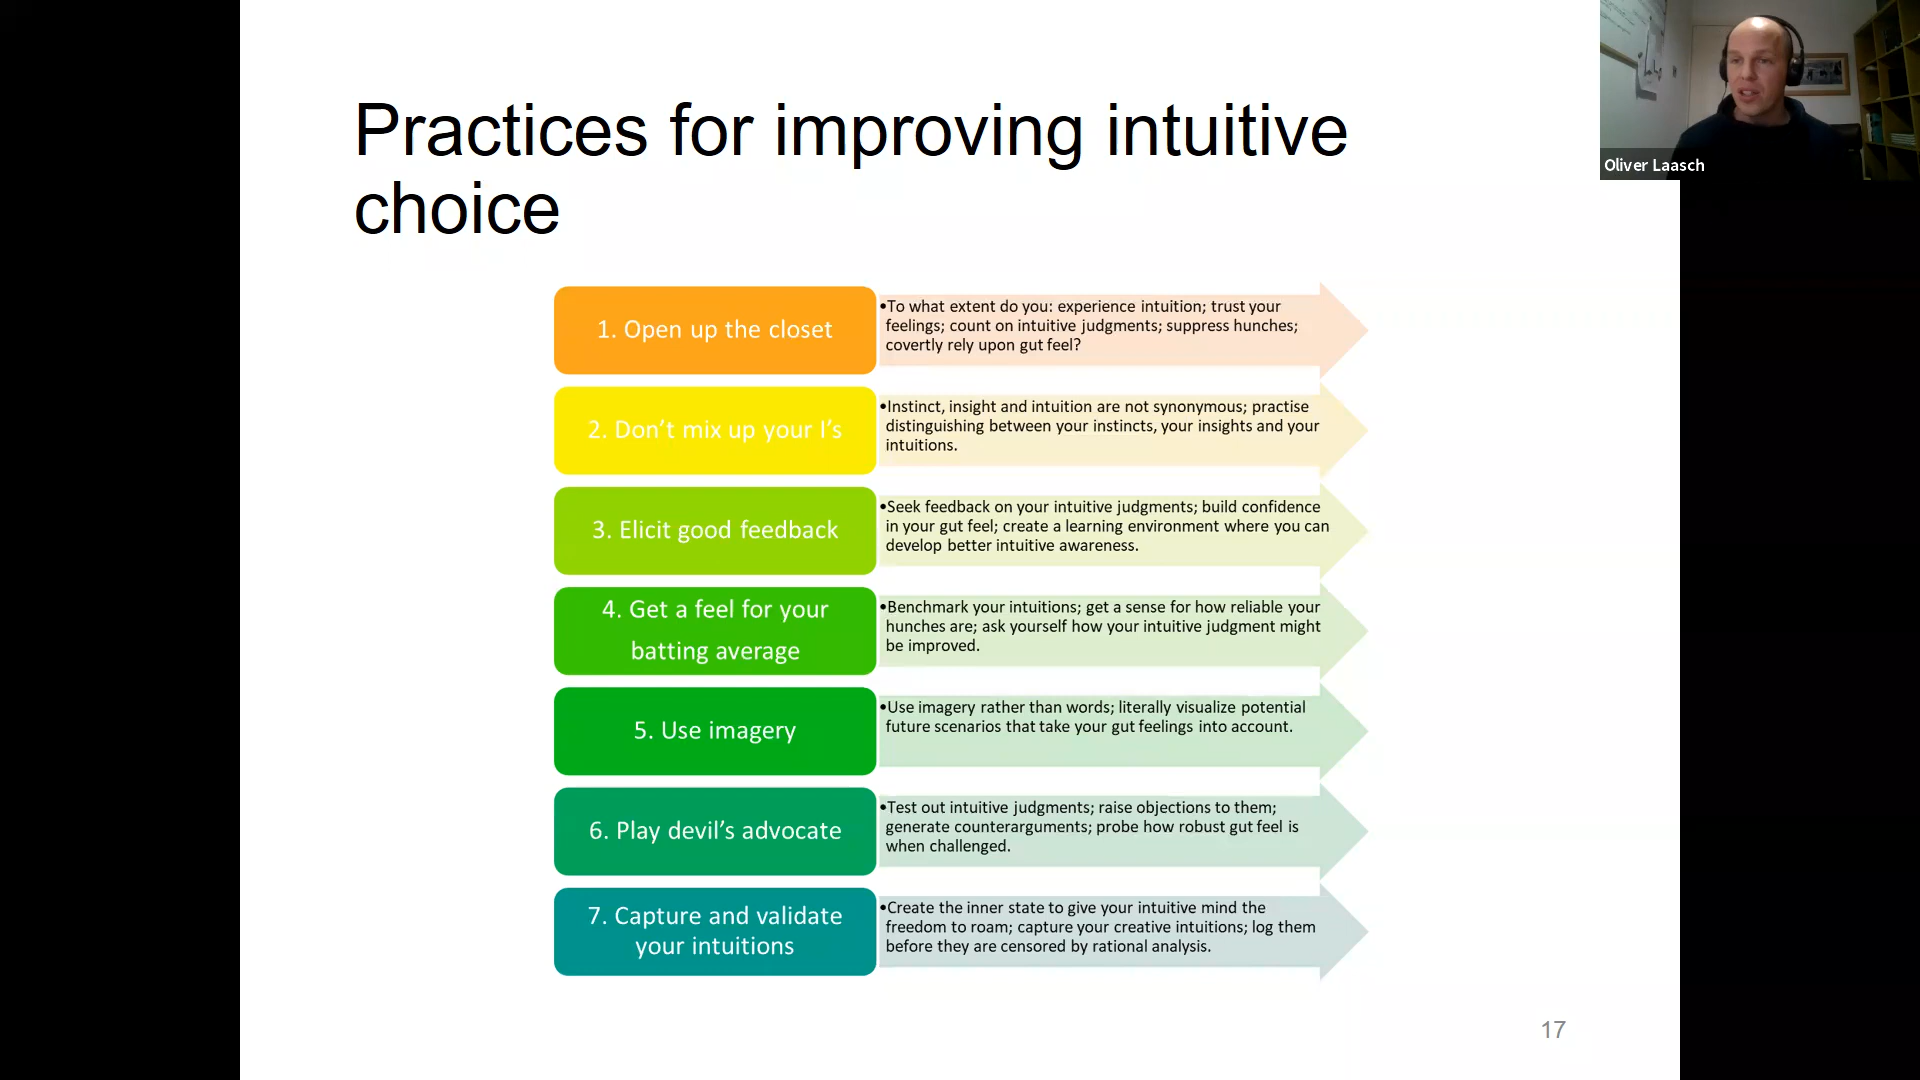 Practices for improving intuitive
choice
Oliver Laasch
1. Open up the closet
•To what extent do you: experience intuition; trust your
feelings; count on intuitive judgments; suppress hunches;
covertly rely upon gut feel?
2. Don’t mix up your I’s
•Instinct, insight and intuition are not synonymous; practise
distinguishing between your instincts, your insights and your
intuitions.
3. Elicit good feedback
•Seek feedback on your intuitive judgments; build confidence
in your gut feel; create a learning environment where you can
develop better intuitive awareness.
4. Get a feel for your
batting average
•Benchmark your intuitions; get a sense for how reliable your
hunches are; ask yourself how your intuitive judgment might
be improved.
5. Use imagery
•Use imagery rather than words; literally visualize potential
future scenarios that take your gut feelings into account.
6. Play devil’s advocate
•Test out intuitive judgments; raise objections to them;
generate counterarguments; probe how robust gut feel is
when challenged.
7. Capture and validate
your intuitions
•Create the inner state to give your intuitive mind the
freedom to roam; capture your creative intuitions; log them
before they are censored by rational analysis.
17